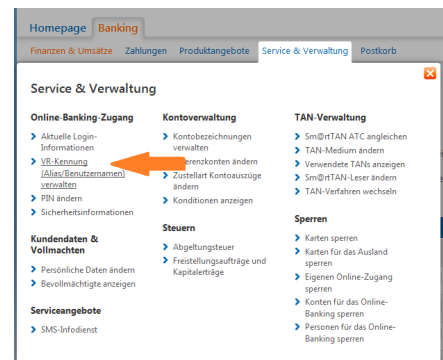 Homepage Banking
Finanzen & Umsätze Zahlungen Produktangebote Service & Verwaltung Postkorb
Service & Verwaltung
Online-Banking-Zugang
Aktuelle Login-
Informationen
VR-Kennung
(Alias/Benutzernamen)
verwalten
PIN ändern
Sicherheitsinformationen
Kundendaten &
Vollmachten
Persönliche Daten ändern
Bevollmächtigte anzeigen
Serviceangebote
SMS-Infodienst
Kontoverwaltung
Kontobezeichnungen
verwalten
erenzkonten ändern
Zustellart Kontoauszüge
ändern
Konditionen anzeigen
Steuern
Abgeltungsteuer
Freistellungsaufträge und
Kapitalerträge
TAN-Verwaltung
Sm@rtTAN ATC angleichen
TAN-Medium ändern
Verwendete TANs anzeigen
Sm@rtTAN-Leser ändern
TAN-Verfahren wechseln
Sperren
Karten sperren
Karten für das Ausland
sperren
Eigenen Online-Zugang
sperren
Konten für das Online-
Banking sperren
Personen für das Online-
Banking sperren